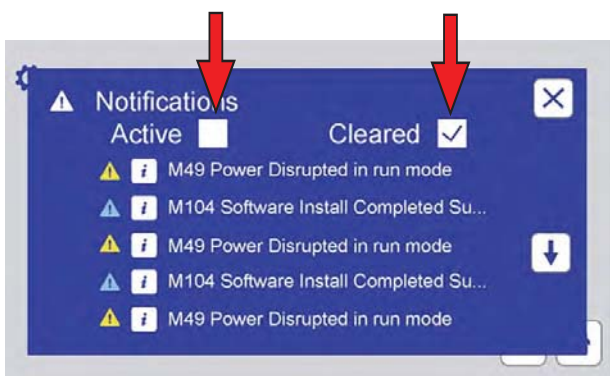 Notifications
Active Cleared
M49 Power Disrupted in run mode
M104 Software Install Completed Su...
M49 Power Disrupted in run mode
M104 Software Install Completed Su...
M49 Power Disrupted in run mode